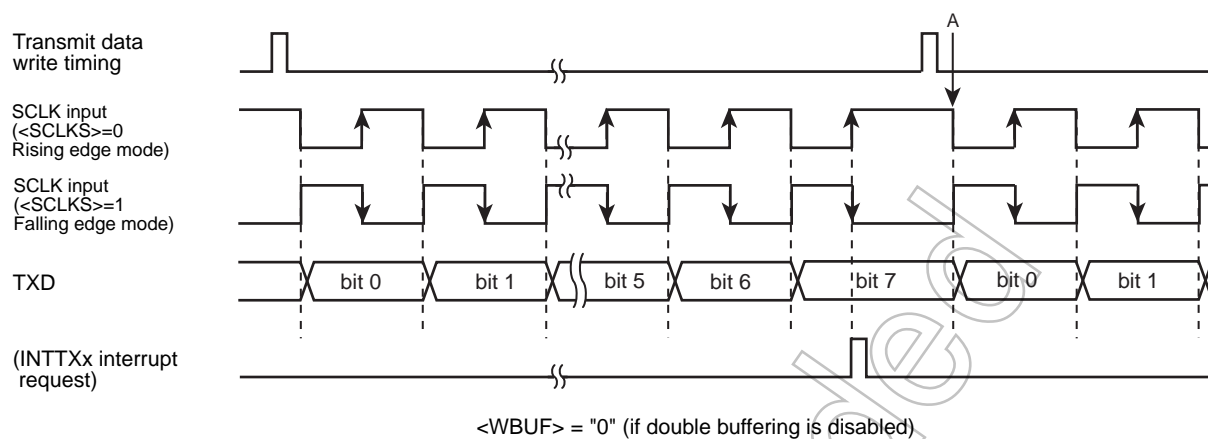 A
Transmit data
write timing
SCLK input
(<SCLKS>=0
Rising edge mode)
SCLK input
(<SCLKS>=1
Falling edge mode)
TXD
bit 0 bit 1 bit 5 bit 6 bit 7 bit 0 bit 1
(INTTXx interrupt
request)
<WBUF> = "0" (if double buffering is disabled)
ded